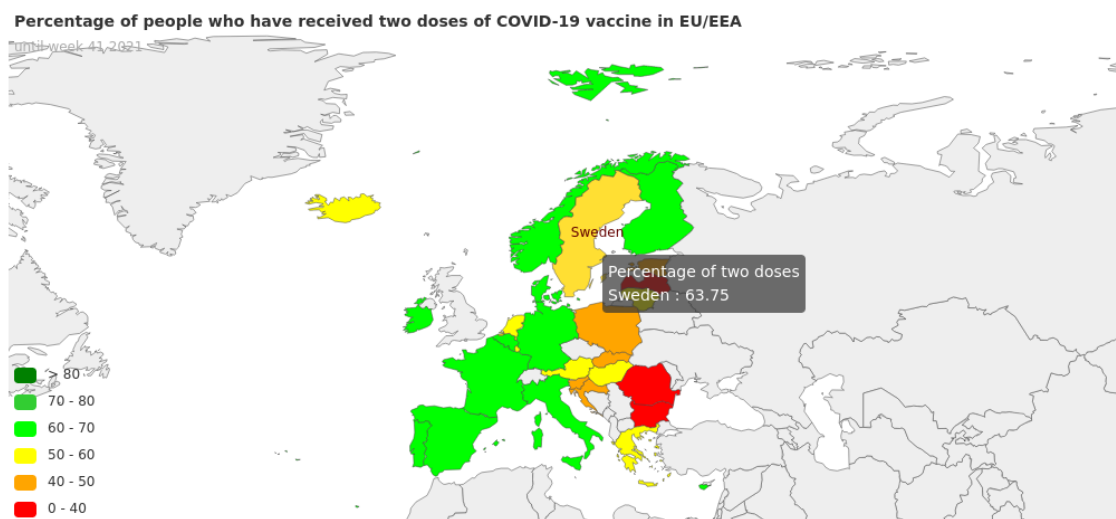 Percentage of people who have received two doses of COVID-19 vaccine in EU/EEA
until week 41,2021
Sweden
Percentage of two doses
Sweden : 63.75
> 80
70 - 80
60 - 70
50 - 60
40 - 50
0 - 40